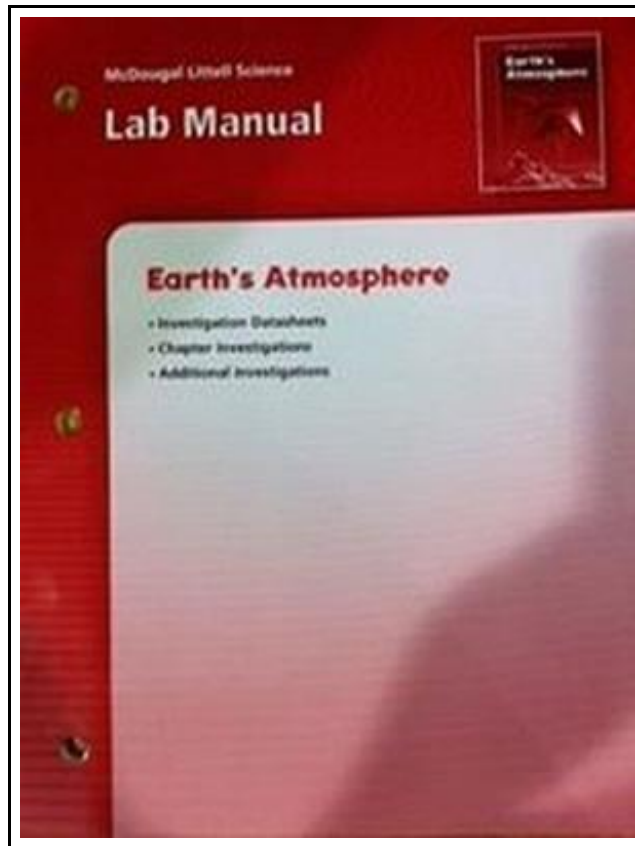 McDougal Littell Science
Lab Manual
Earth's
Atmosphere
Earth's Atmosphere
• Investigation Datasheets
• Chapter Investigations
• Additional Investigations